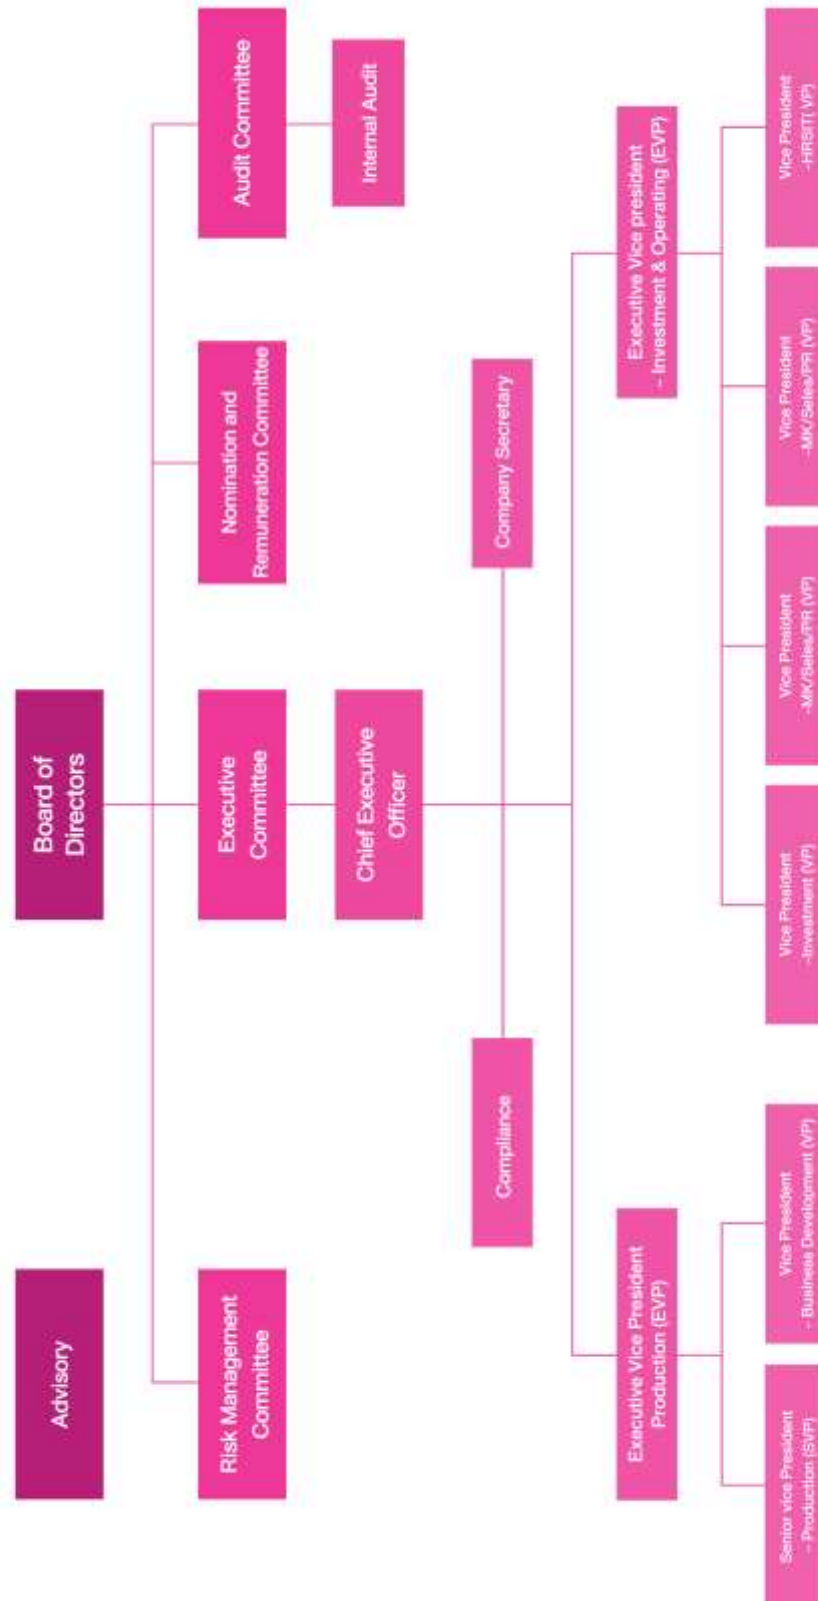 Advisory
Board of
Directors
Risk Management
Committee
Executive
Committee
Nomination and
Remuneration Committee
Audit Committee
Chief Executive
Officer
Internal Audit
Compliance
Company Secretary
Executive Vice President
Production (EVP)
Executive Vice president
– Investment & Operating (EVP)
Senior vice President
– Production (SVP)
Vice President
– Business Development (VP)
Vice President
–Investment (VP)
Vice President
–MK/Sales/PR (VP)
Vice President
–MK/Seles/PR (VP)
Vice President
–HRSIT( VP)